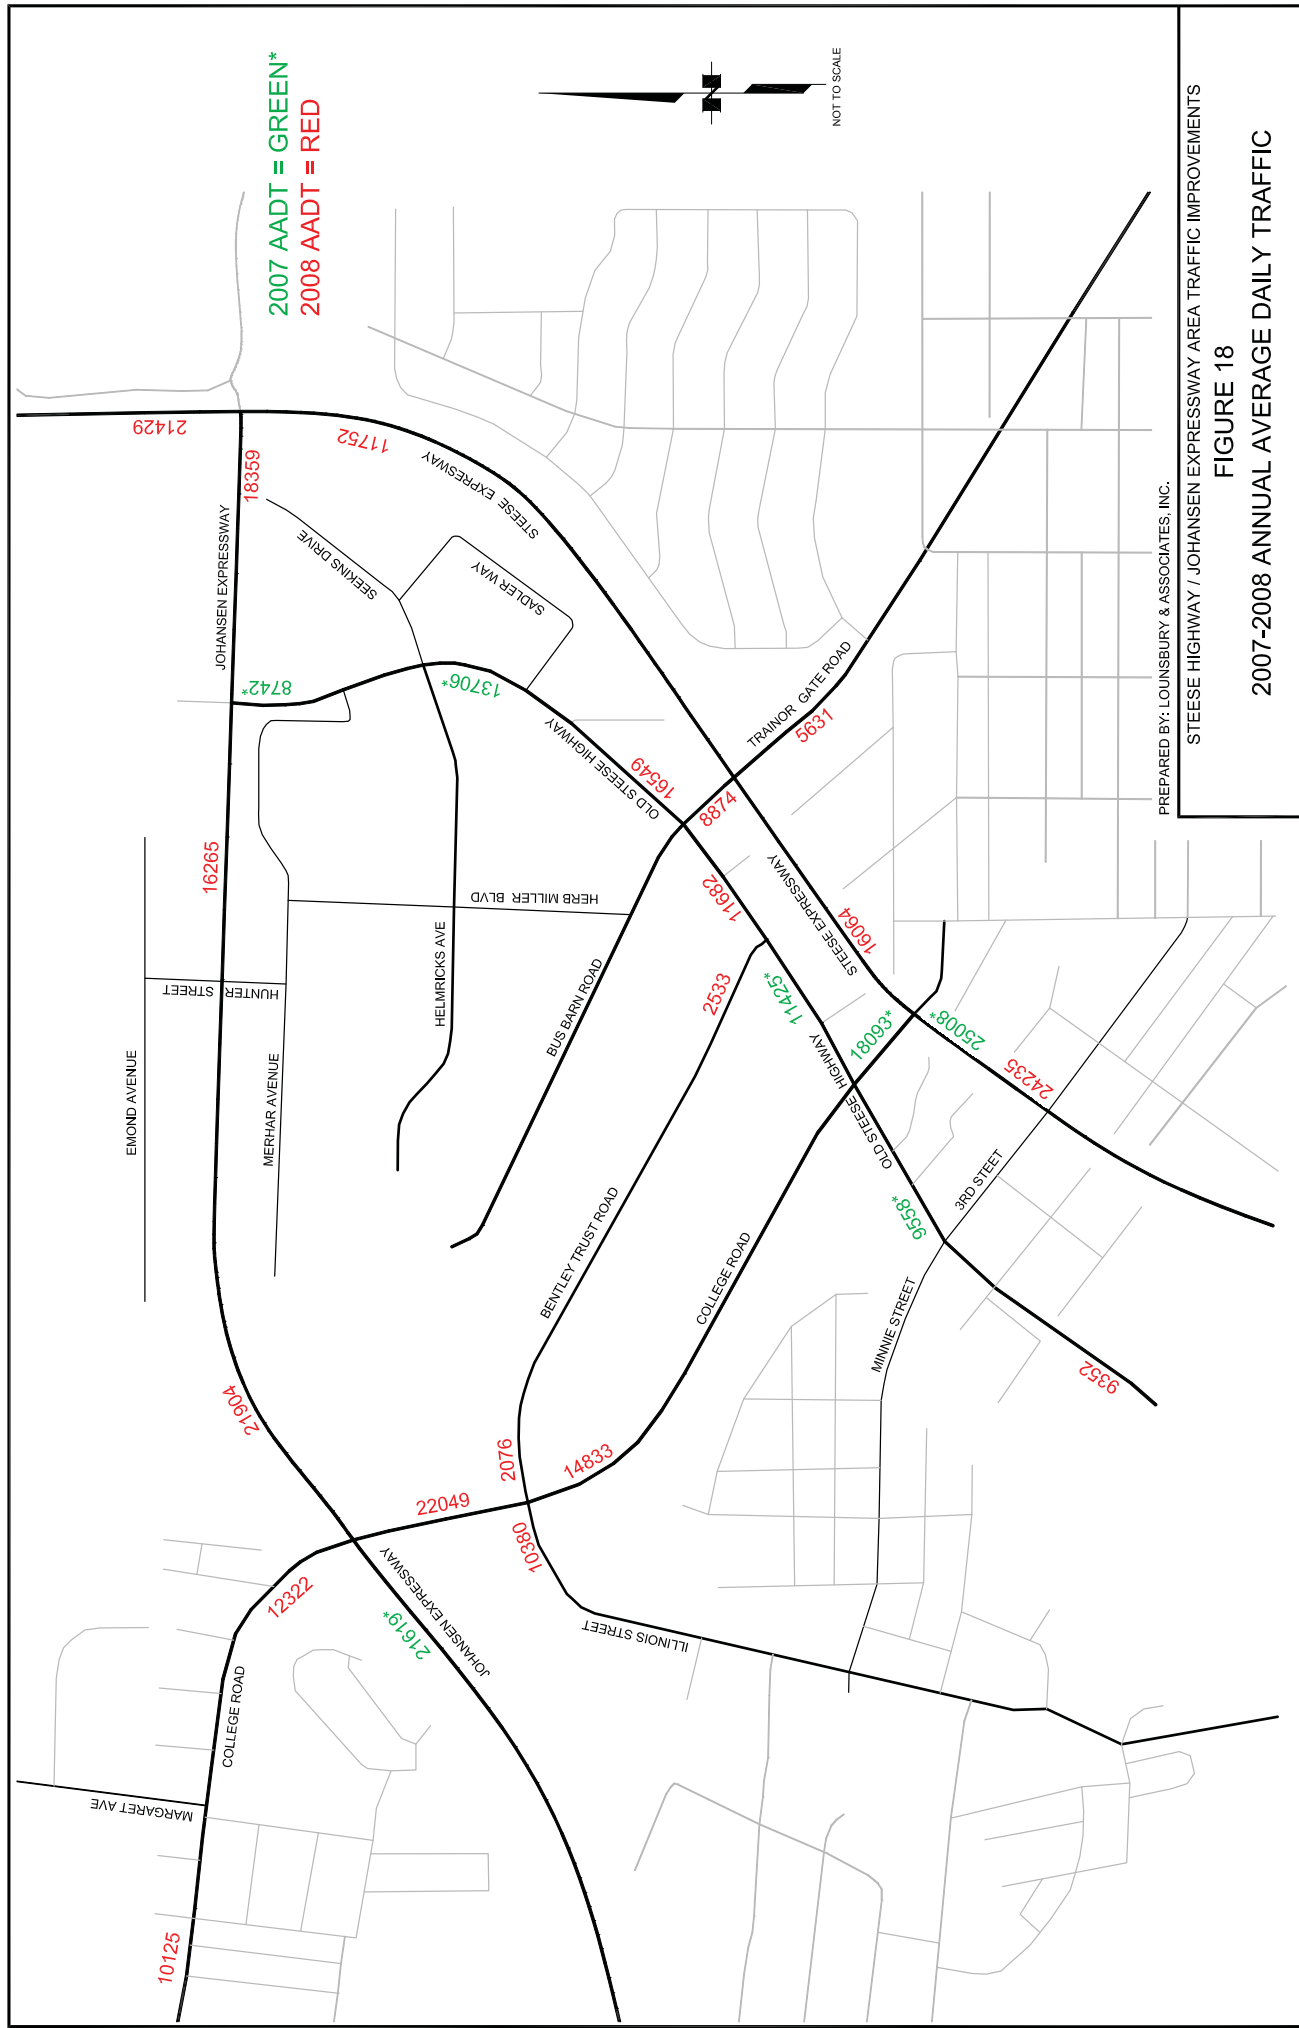 2007 AADT = GREEN*
2008 AADT = RED
N
NOT TO SCALE
21429
18359
11752
STEESE EXPRESSWAY
JOHANSEN EXPRESSWAY
SEEKINS DRIVE
SADLER WAY
8742*
13706*
OLD STEESE HIGHWAY
16549
TRAINOR GATE ROAD
5631
8874
16265
HERB MILLER BLVD
11682
STEESE EXPRESSWAY
16064
HELMRICKS AVE
HUNTER STREET
BUS BARN ROAD
2533
11425*
18093*
25008*
EMOND AVENUE
MERHAR AVENUE
OLD STEESE HIGHWAY
24235
3RD STEET
BENTLEY TRUST ROAD
COLLEGE ROAD
9558*
MINNIE STREET
9352
21904
2076
14833
22049
10380
12322
JOHANSEN EXPRESSWAY
21619*
ILLINOIS STREET
COLLEGE ROAD
MARGARET AVE
10125
PREPARED BY: LOUNSBURY & ASSOCIATES, INC.
STEESE HIGHWAY / JOHANSEN EXPRESSWAY AREA TRAFFIC IMPROVEMENTS
FIGURE 18
2007-2008 ANNUAL AVERAGE DAILY TRAFFIC